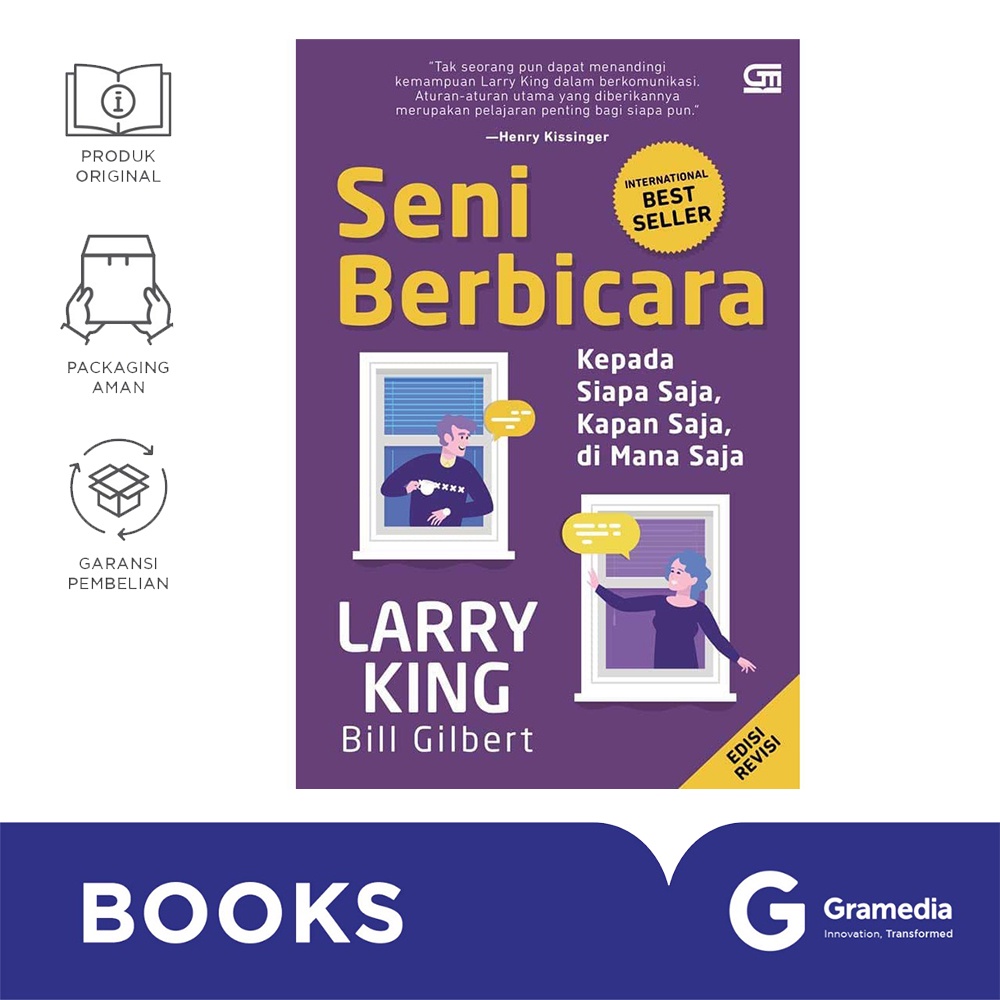 PRODUK
ORIGINAL
PACKAGING
AMAN
GARANSI
PEMBELIAN
“Tak seorang pun dapat menandingi
kemampuan Larry King dalam berkomunikasi.
Aturan-aturan utama yang diberikannya
merupakan pelajaran penting bagi siapa pun.”
—Henry Kissinger
GM
Seni
Berbicara
INTERNATIONAL
BEST
SELLER
Kepada
Siapa Saja,
Kapan Saja,
di Mana Saja
LARRY
KING
Bill Gilbert
EDISI
REVISI
BOOKS
G Gramedia
Innovation, Transformed